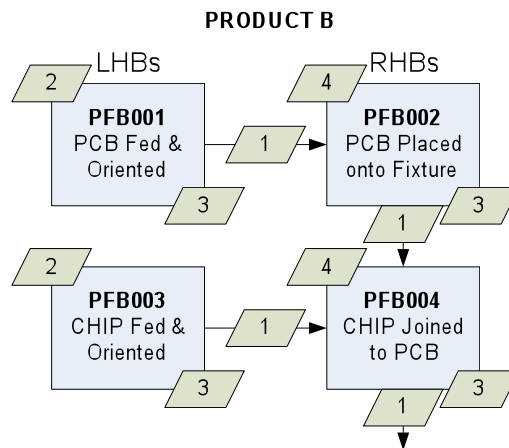 PRODUCT B
LHBs
RHBs
2
PFB001
PCB Fed &
Oriented
3
1
4
PFB002
PCB Placed
onto Fixture
3
1
2
PFB003
CHIP Fed &
Oriented
3
1
4
PFB004
CHIP Joined
to PCB
3
1